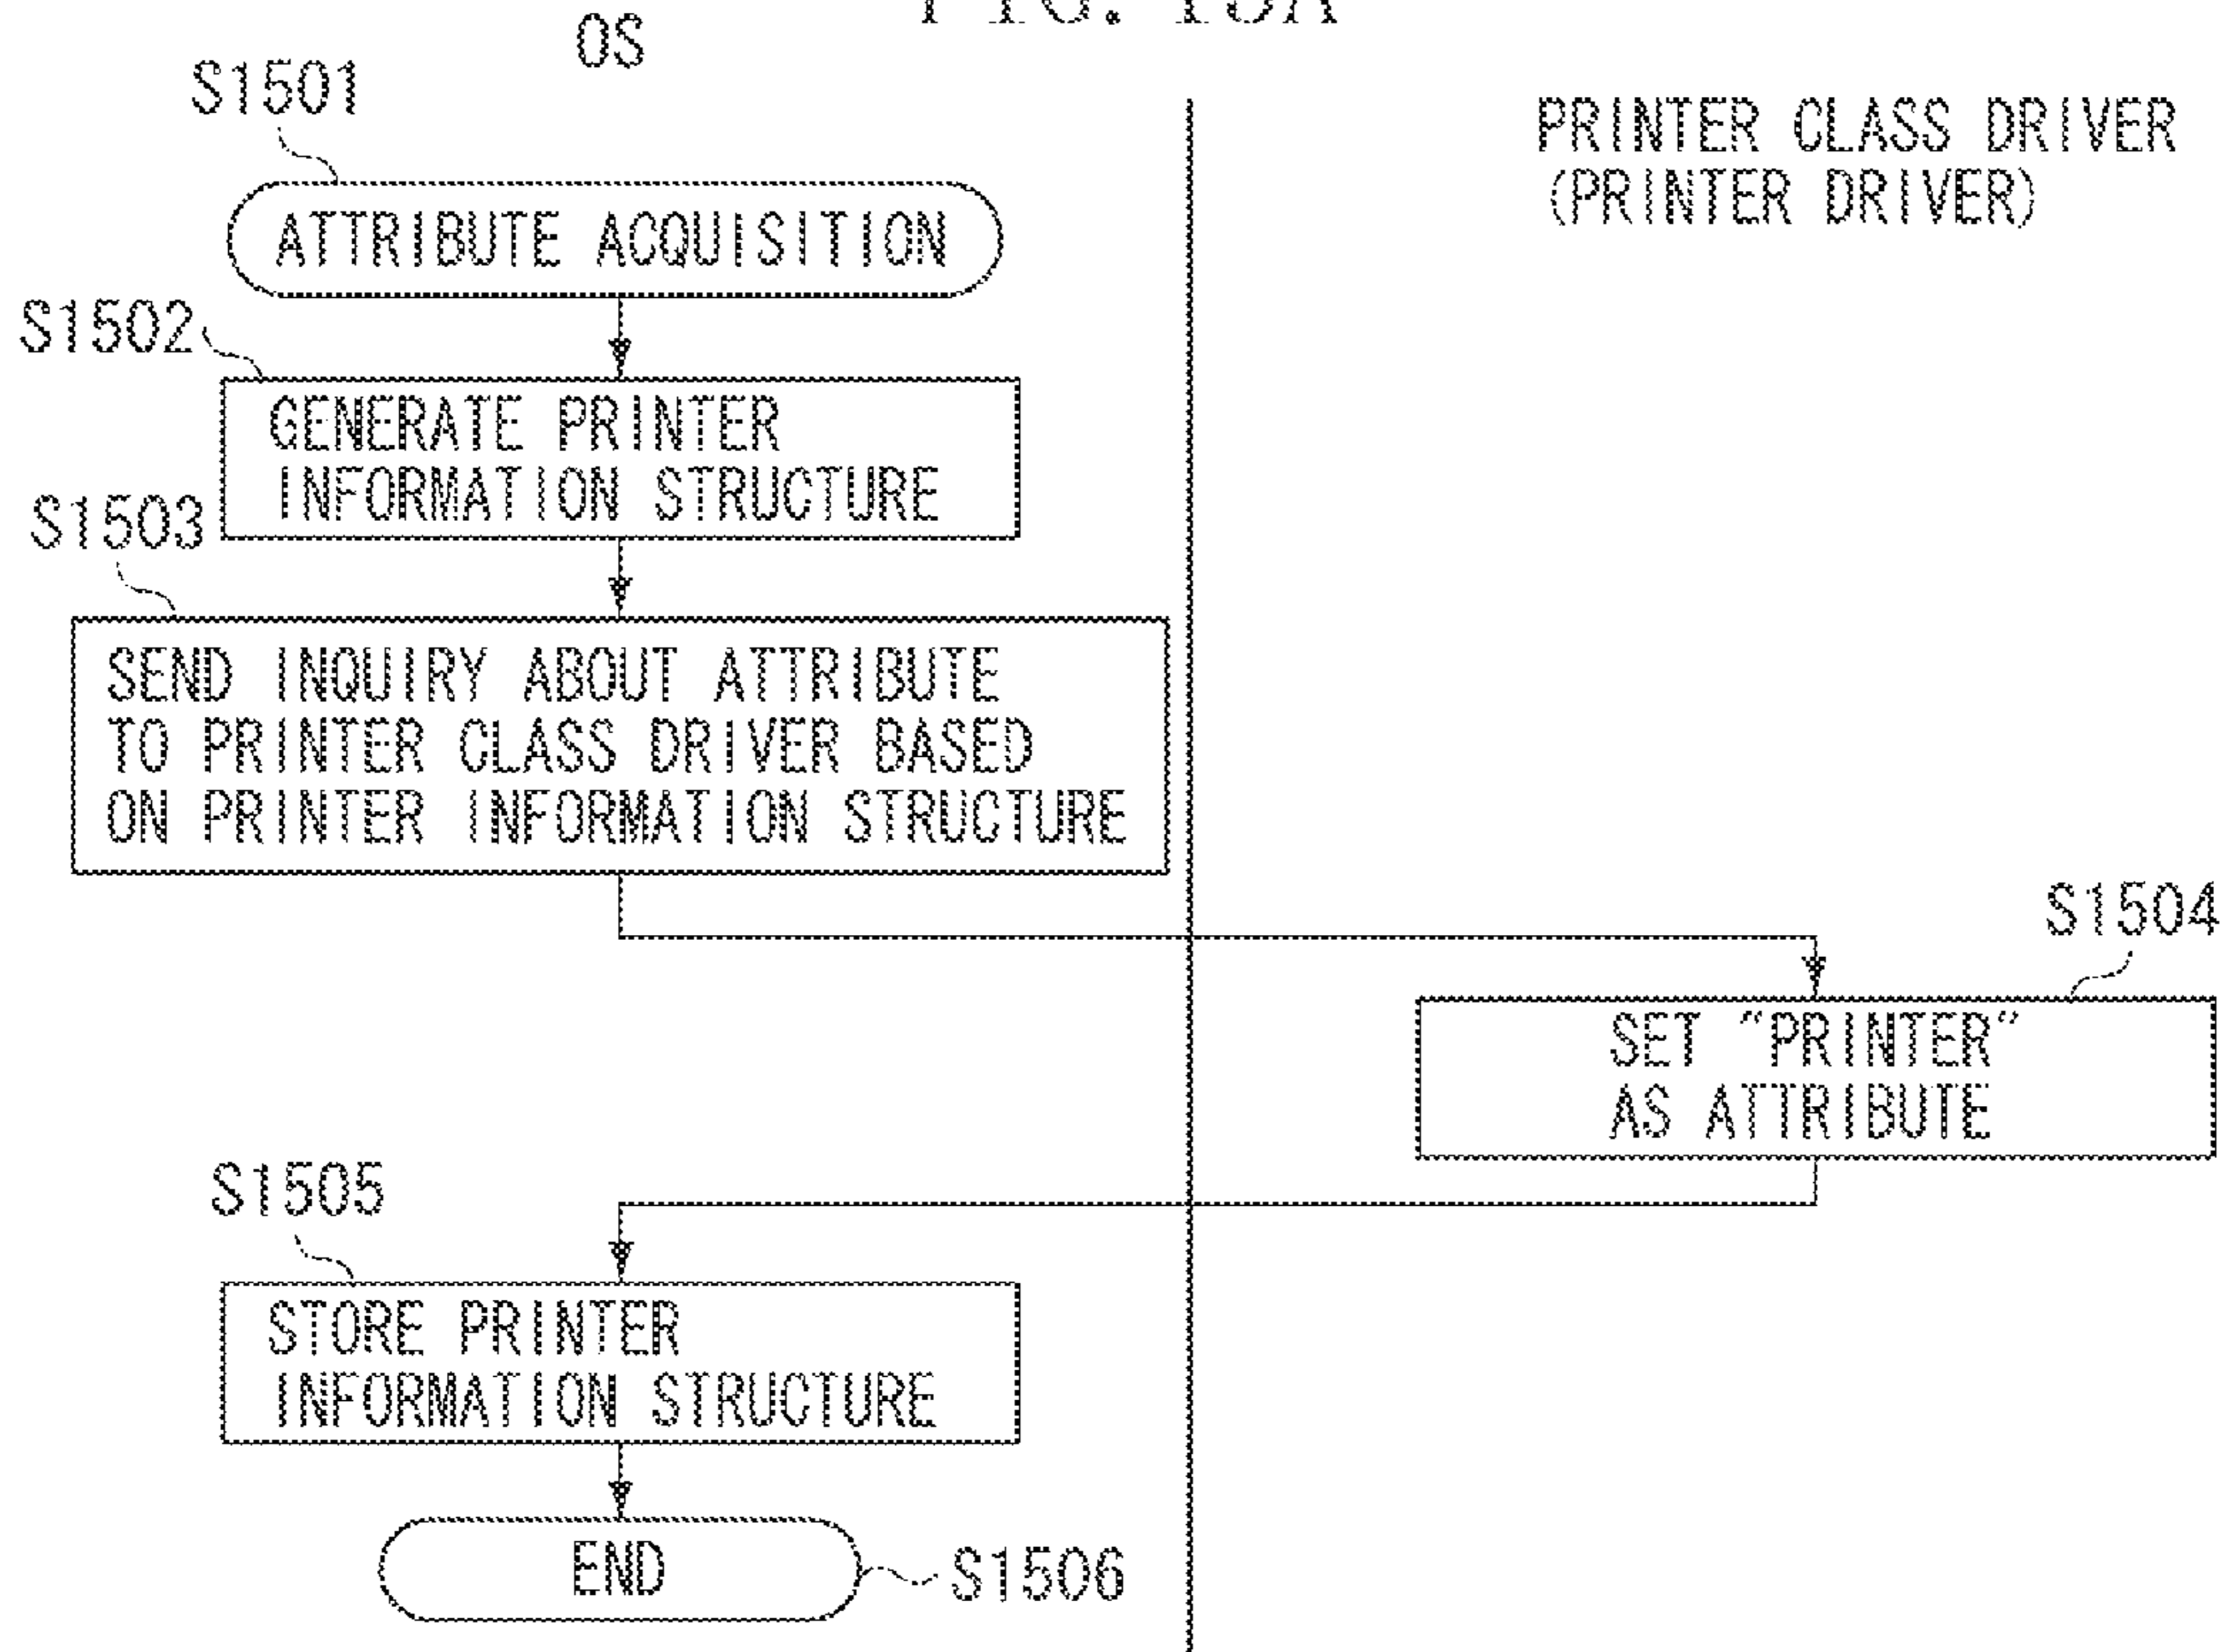 FIG. 15A
OS
PRINTER CLASS DRIVER
(PRINTER DRIVER)
S1501
ATTRIBUTE ACQUISITION
S1502
GENERATE PRINTER
INFORMATION STRUCTURE
S1503
SEND INQUIRY ABOUT ATTRIBUTE
TO PRINTER CLASS DRIVER BASED
ON PRINTER INFORMATION STRUCTURE
S1504
SET "PRINTER"
AS ATTRIBUTE
S1505
STORE PRINTER
INFORMATION STRUCTURE
END
S1506